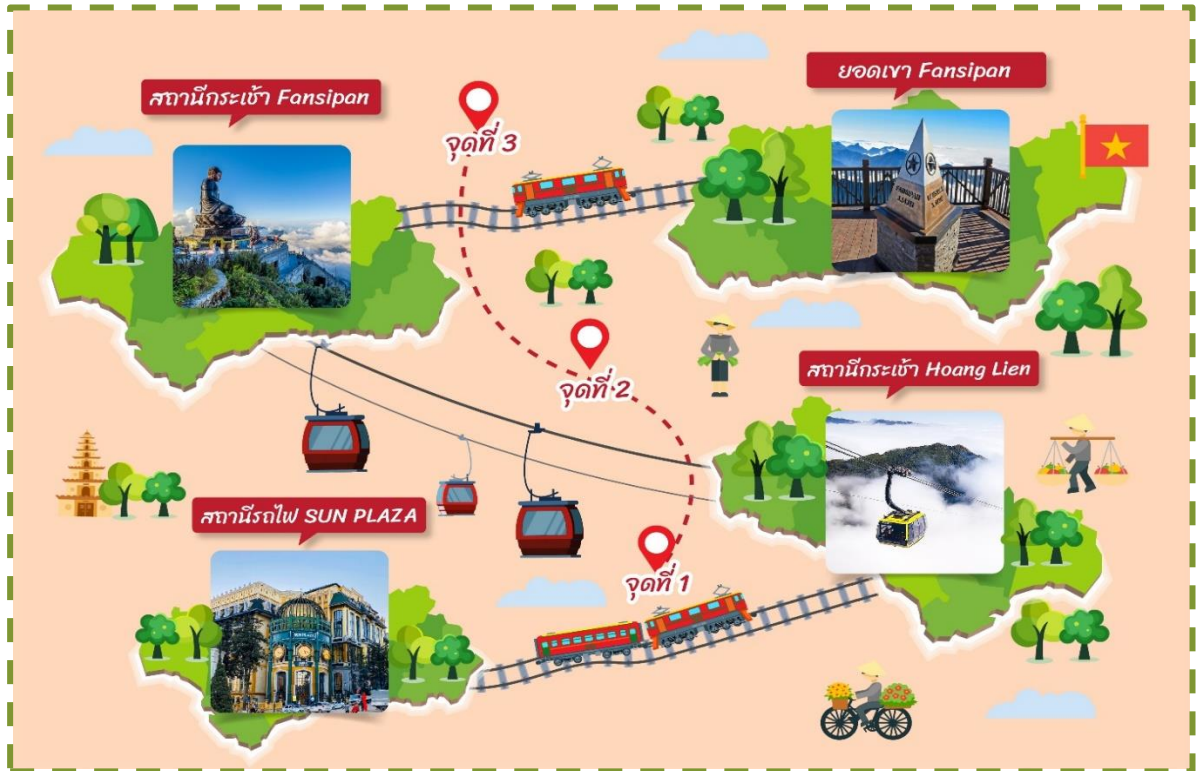 สถานีกระเช้า Fansipan
ยอดเขา Fansipan
จุดที่ 3
FANSIPAN
จุดที่ 2
สถานีกระเช้า Hoang Lien
สถานีรถไฟ SUN PLAZA
จุดที่ 1